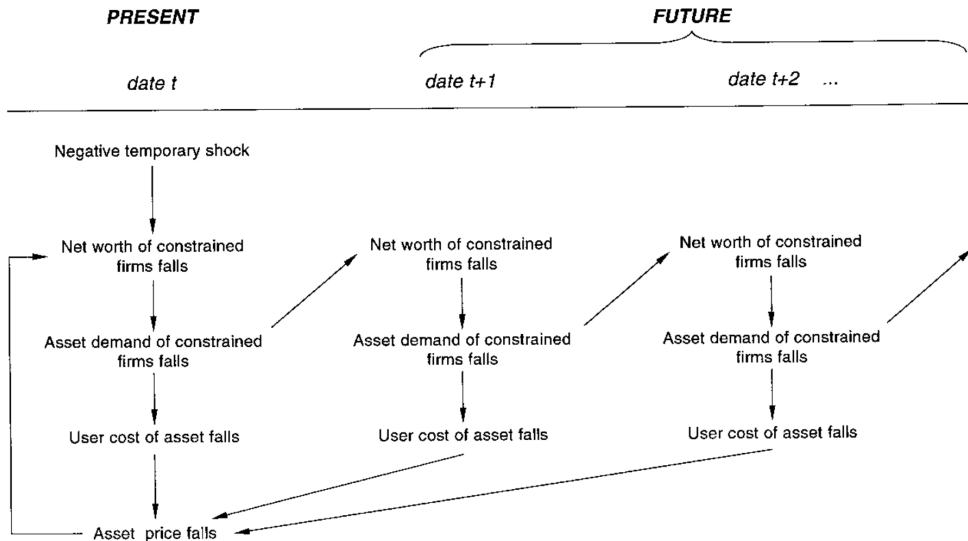 PRESENT
FUTURE
date t
date t+1
date t+2 ...
Negative temporary shock
Net worth of constrained
firms falls
Net worth of constrained
firms falls
Net worth of constrained
firms falls
Asset demand of constrained
firms falls
Asset demand of constrained
firms falls
Asset demand of constrained
firms falls
User cost of asset falls
User cost of asset falls
User cost of asset falls
Asset price falls